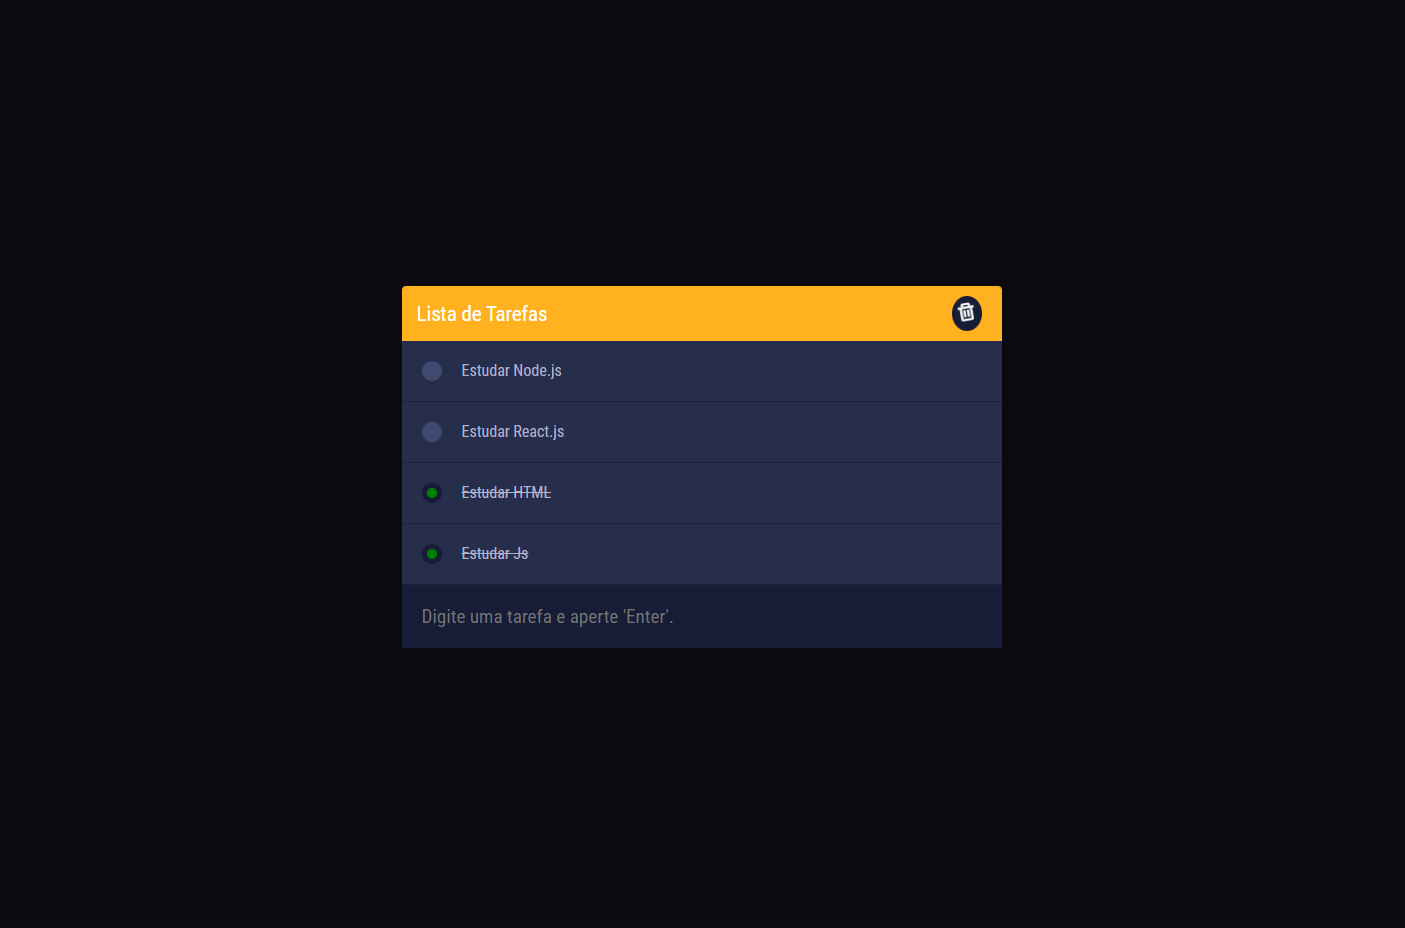 Lista de Tarefas
Estudar Node.js
Estudar React.js
Estudar HTML
Estudar Js
Digite uma tarefa e aperte 'Enter'.